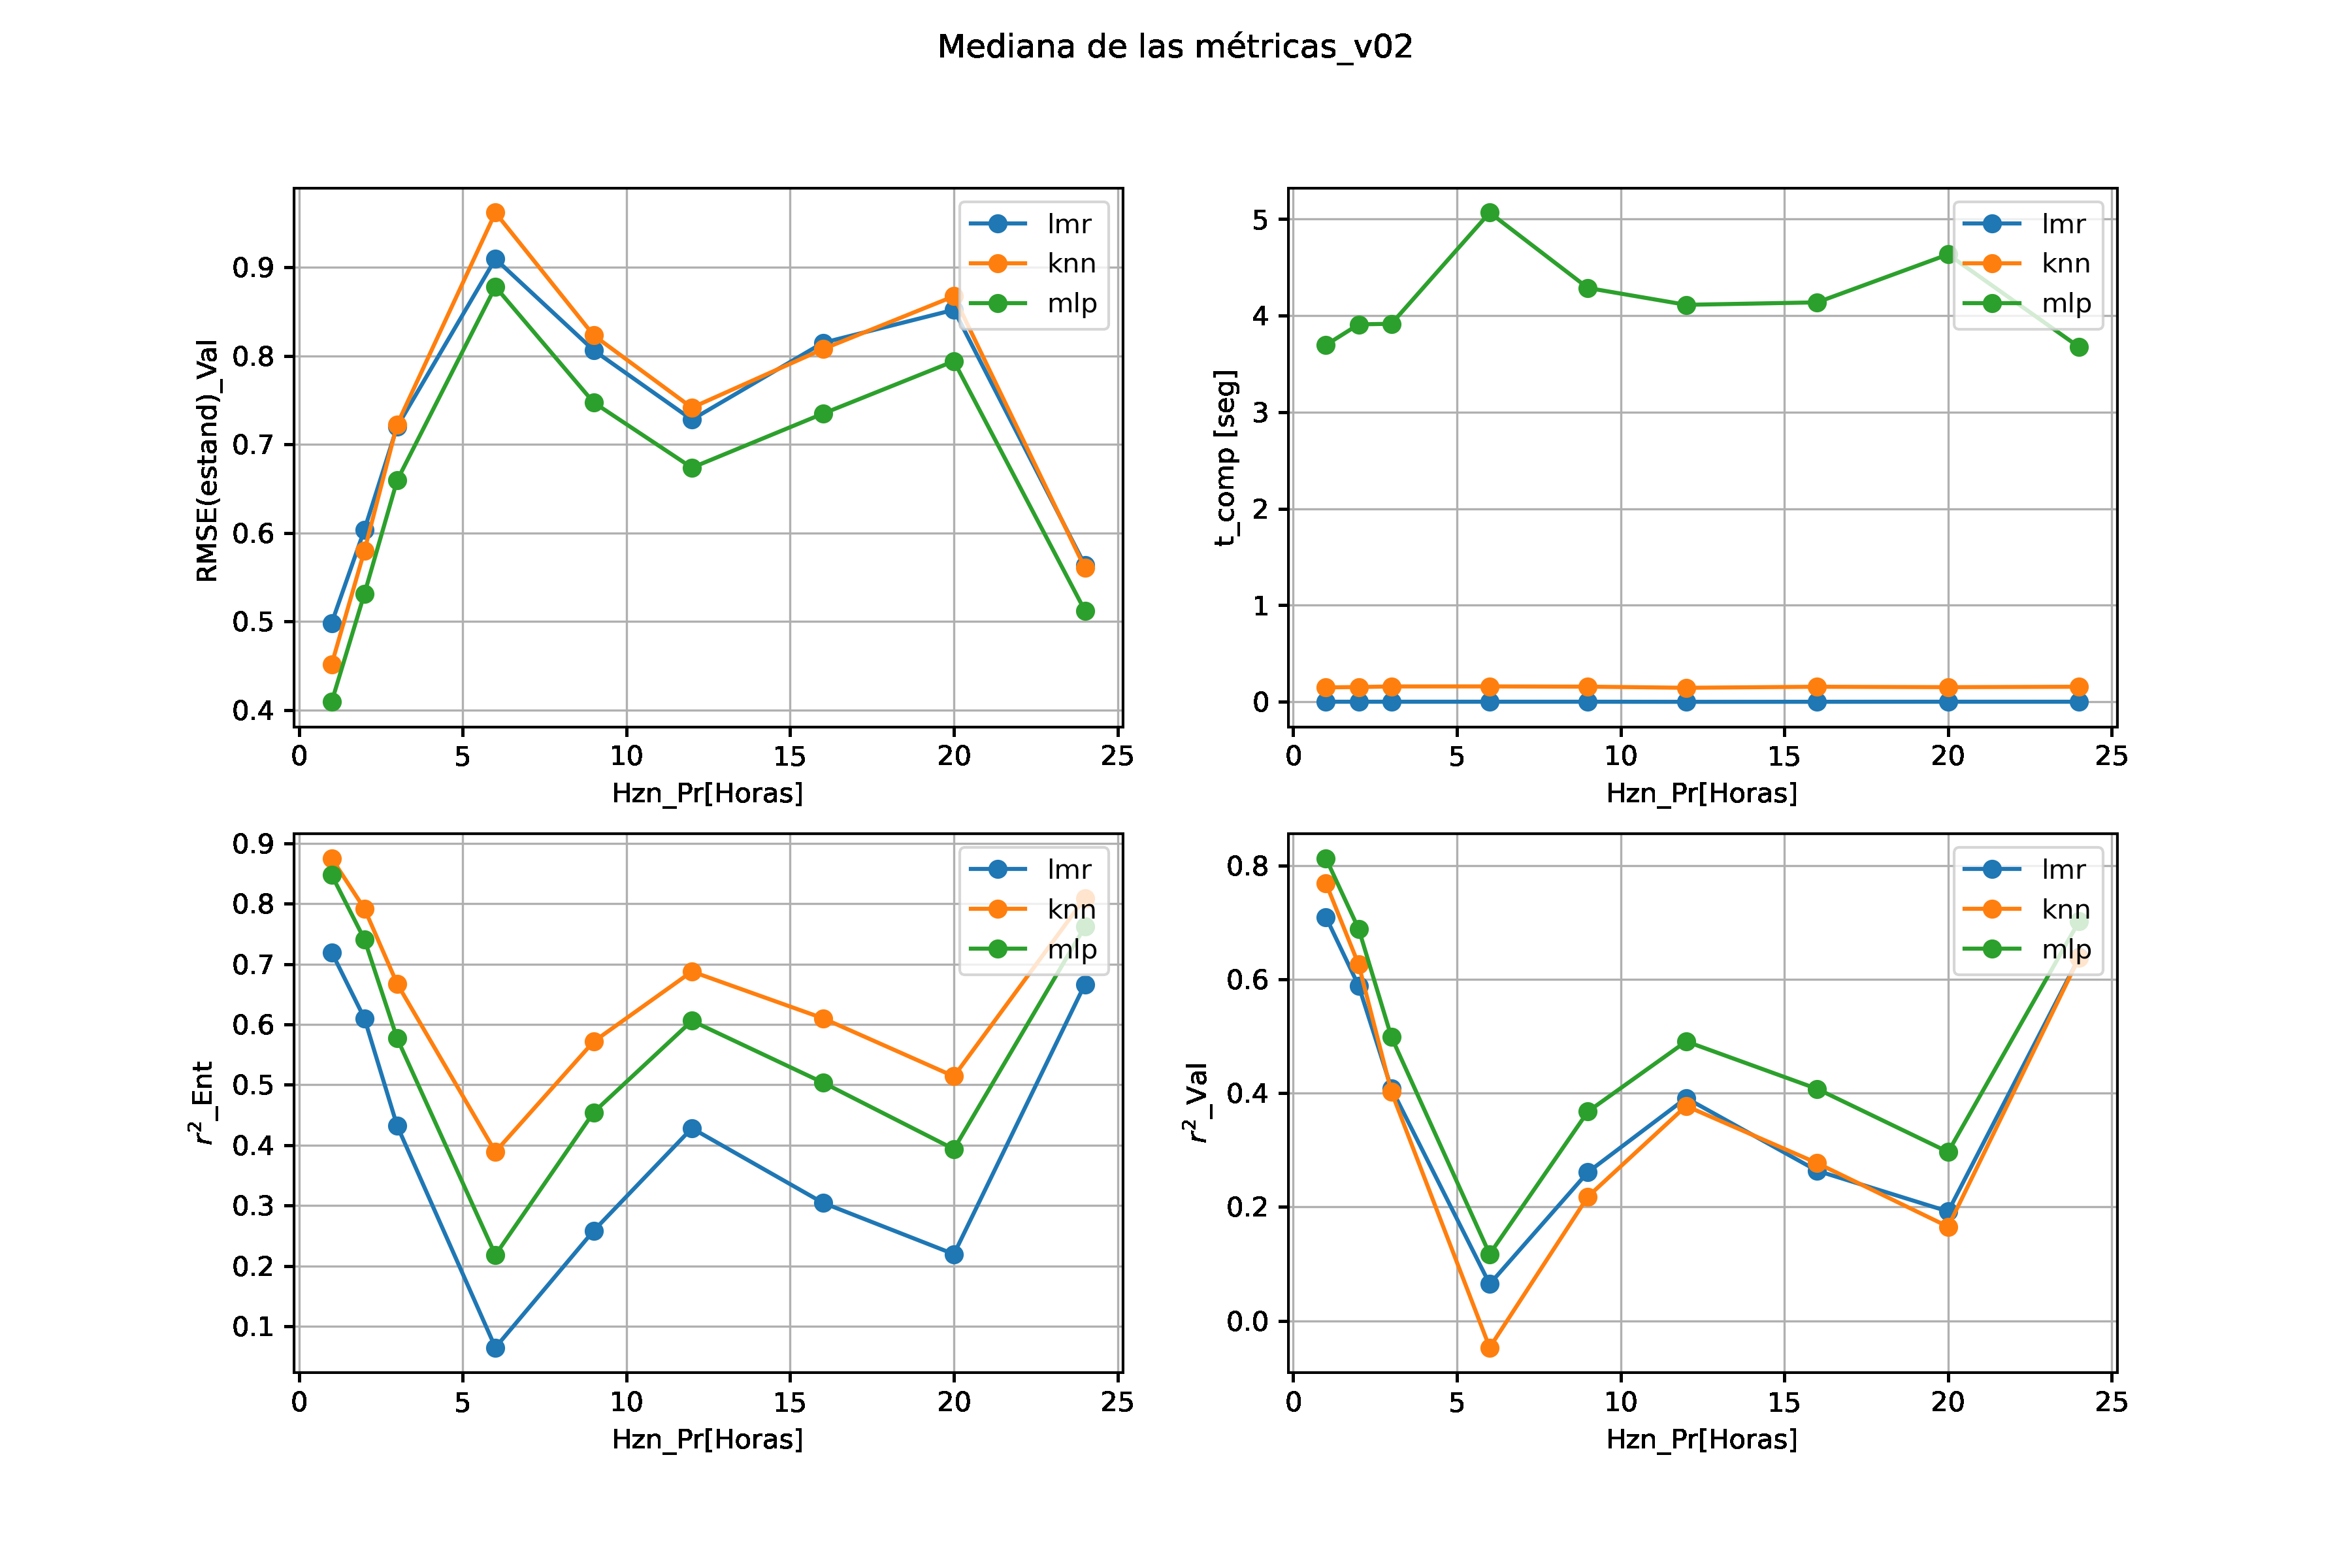 Mediana de las métricas_v02
RMSE(estand)_Val
0.9
0.8
0.7
0.6
0.5
0.4
0 5 10 15 20 25
Hzn_Pr[Horas]
lmr
knn
mlp
t_comp [seg]
5
4
3
2
1
0
0 5 10 15 20 25
Hzn_Pr[Horas]
lmr
knn
mlp
r²_Ent
0.9
0.8
0.7
0.6
0.5
0.4
0.3
0.2
0.1
0 5 10 15 20 25
Hzn_Pr[Horas]
lmr
knn
mlp
r²_Val
0.8
0.6
0.4
0.2
0.0
0 5 10 15 20 25
Hzn_Pr[Horas]
lmr
knn
mlp